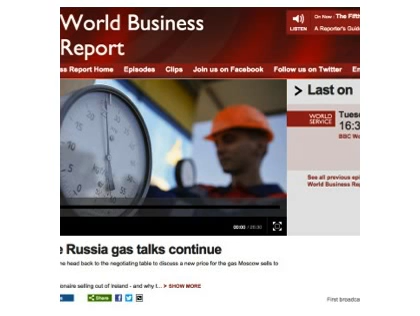 World Business
Report
LISTEN
On Now : The Fifth
A Reporter's Guide
ss Report Home Episodes Clips Join us on Facebook Follow us on Twitter
Last on
WORLD
SERVICE
Tuesd
16:3
BBC Wo
See all previous epi
World Business Rep
00:00
e Russia gas talks continue
he head back to the negotiating table to discuss a new price for the gas Moscow sells to
onaire selling out of Ireland - and why t... > SHOW MORE
Share
First broadca